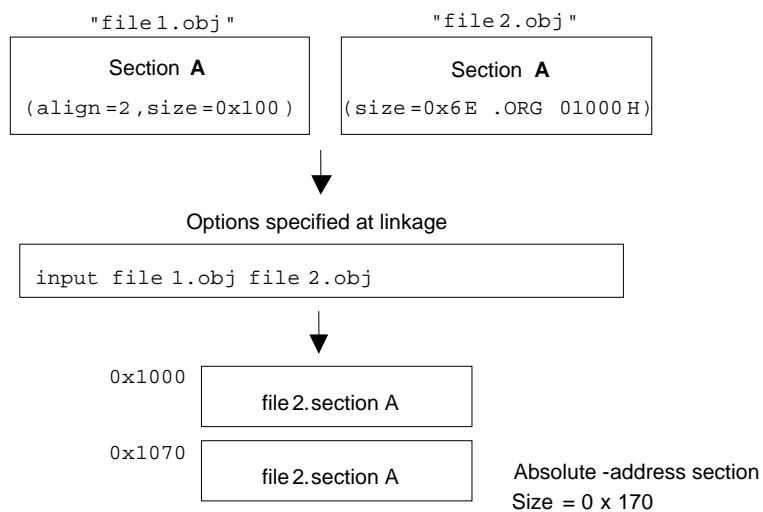 "file1.obj"
"file2.obj"
Section A
(align=2,size=0x100)
Section A
(size=0x6E .ORG 01000H)
Options specified at linkage
input file1.obj file2.obj
0x1000
file2.section A
0x1070
file2.section A
Absolute -address section
Size = 0 x 170